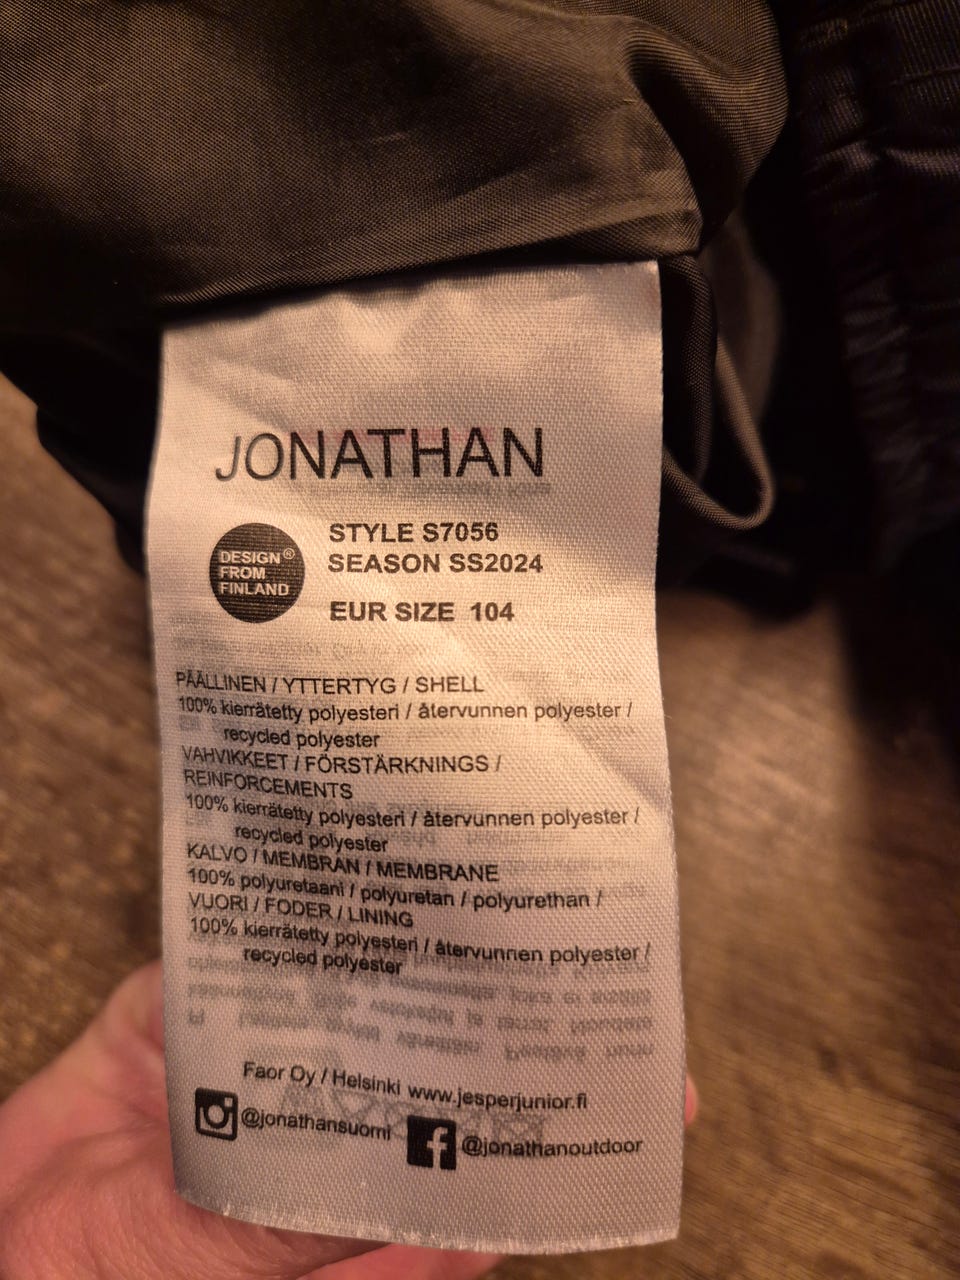 JONATHAN
DESIGN®
FROM
FINLAND
STYLE S7056
SEASON SS2024
EUR SIZE 104
PÄÄLLINEN / YTTERTYG / SHELL
100% kierrätetty polyesteri / återvunnen polyester /
recycled polyester
VAHVIKKEET / FÖRSTÄRKNINGS /
REINFORCEMENTS
100% kierrätetty polyesteri / återvunnen polyester /
recycled polyester
KALVO / MEMBRAN / MEMBRANE
100% polyuretaani / polyuretan / polyurethan /
VUORI / FODER / LINING
100% kierrätetty polyesteri / återvunnen polyester /
recycled polyester
Faor Oy / Helsinki www.jesperjunior.fi
@jonathansuomi
@jonathanoutdoor